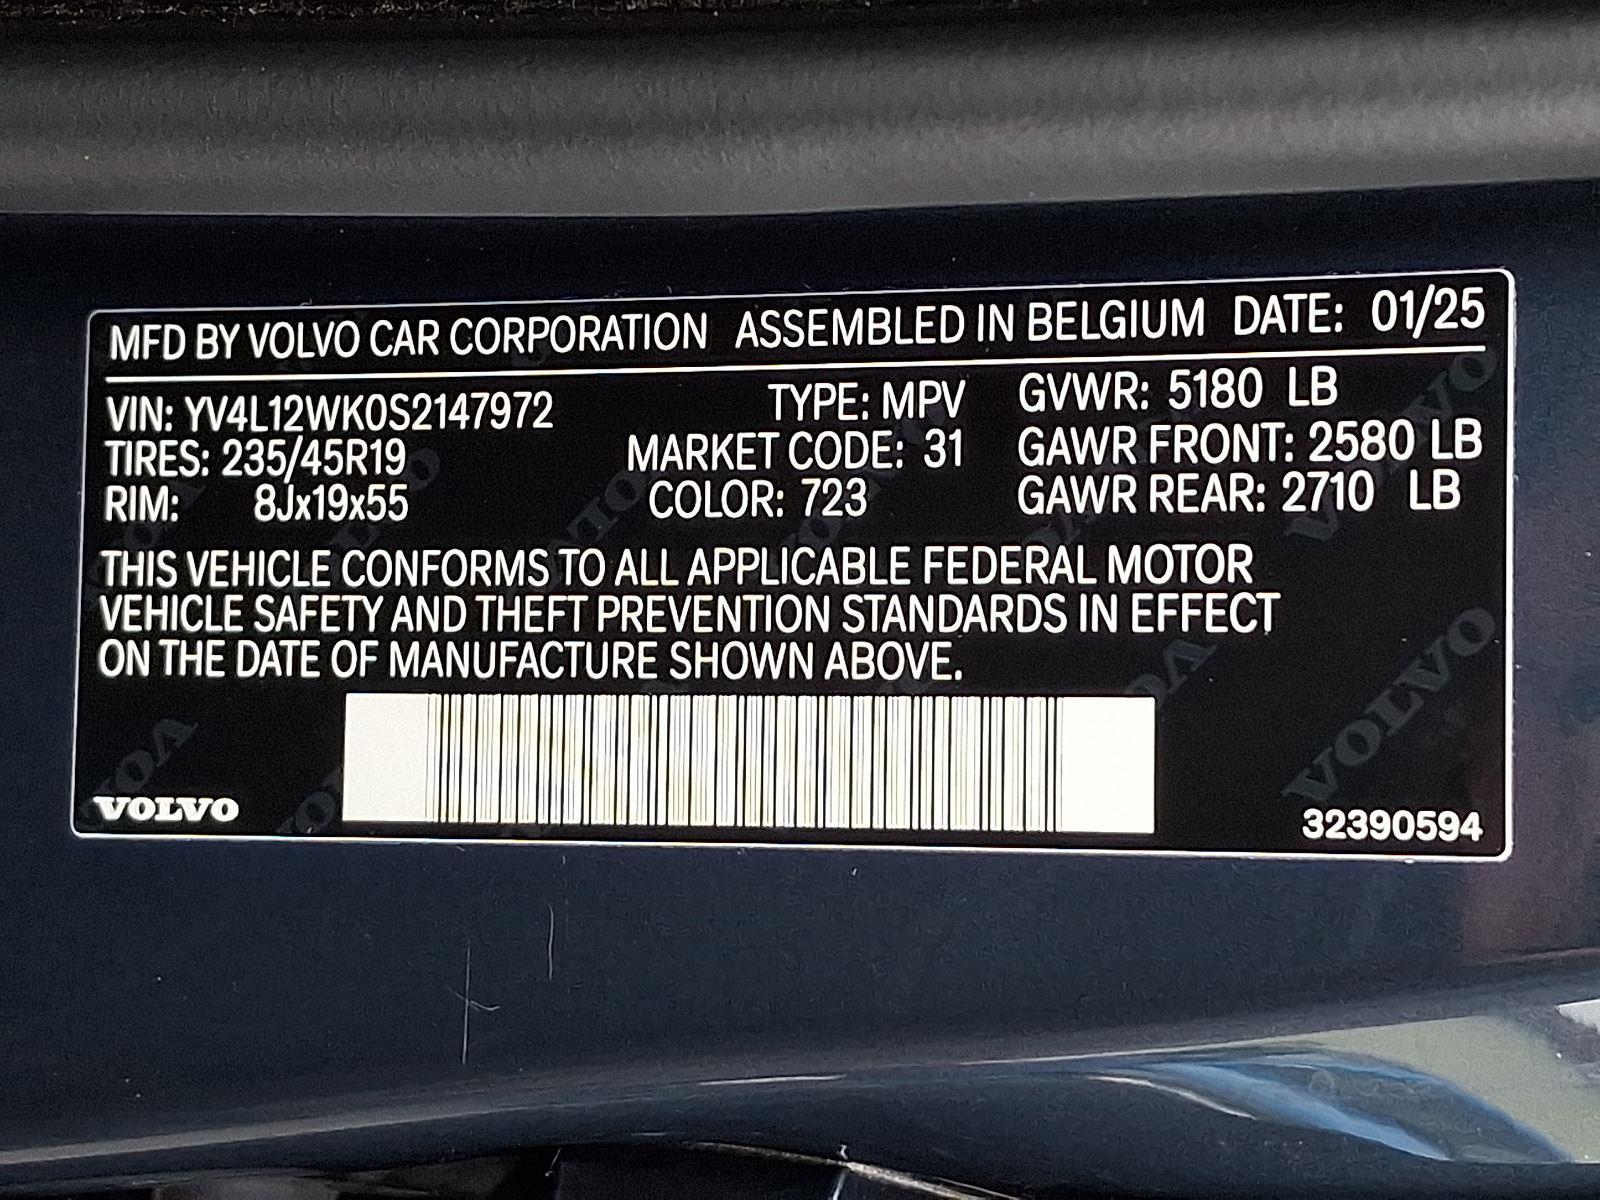 MFD BY VOLVO CAR CORPORATION ASSEMBLED IN BELGIUM DATE: 01/25
VIN: YV4L12WK0S2147972 TYPE: MPV GVWR: 5180 LB
TIRES: 235/45R19 MARKET CODE: 31 GAWR FRONT: 2580 LB
RIM: 8Jx19x55 COLOR: 723 GAWR REAR: 2710 LB
THIS VEHICLE CONFORMS TO ALL APPLICABLE FEDERAL MOTOR
VEHICLE SAFETY AND THEFT PREVENTION STANDARDS IN EFFECT
ON THE DATE OF MANUFACTURE SHOWN ABOVE.
VOLVO 32390594